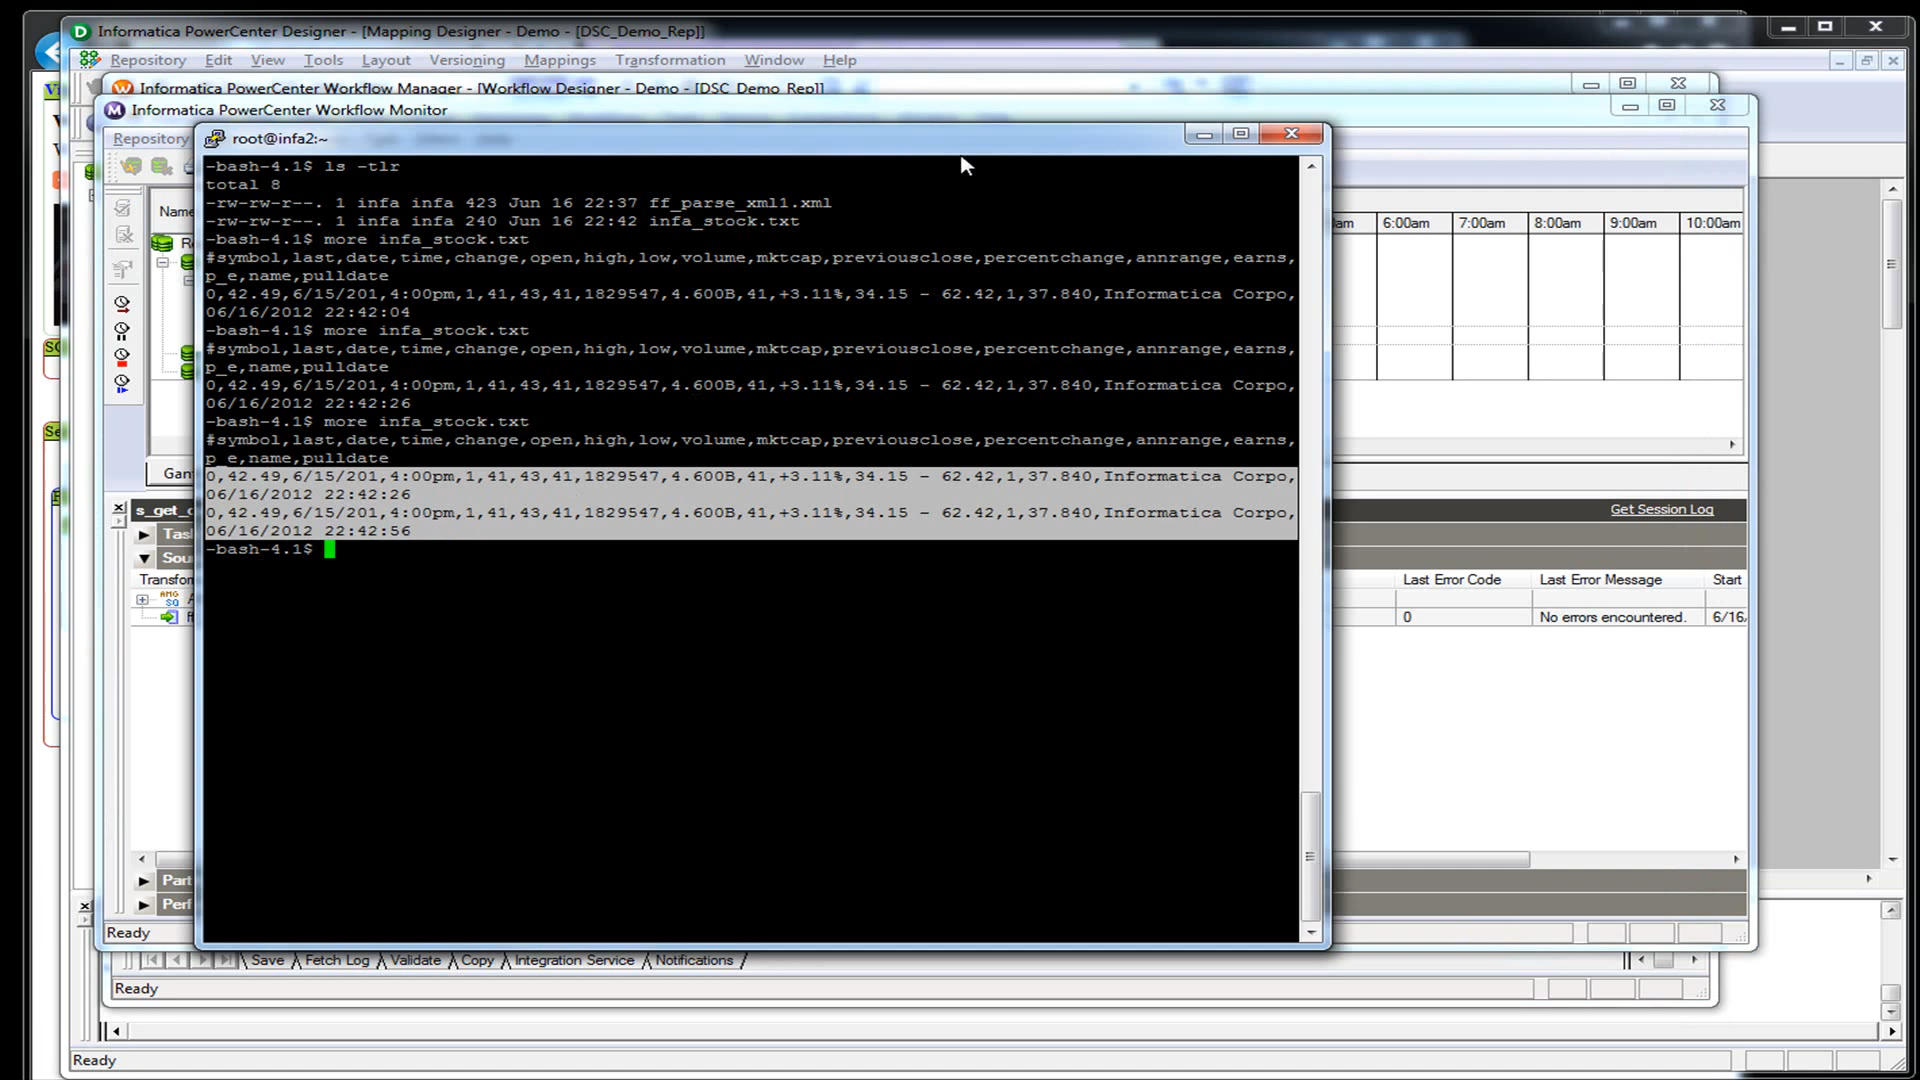 Informatica PowerCenter Designer - [Mapping Designer - Demo - [DSC_Demo_Rep]]
Repository Edit View Tools Layout Versioning Mappings Transformation Window Help
Informatica PowerCenter Workflow Manager - [Workflow Designer - Demo - [DSC_Demo_Rep]]
Informatica PowerCenter Workflow Monitor
Repository
root@infa2:~
-bash-4.1$ ls -tlr
total 8
-rw-rw-r--. 1 infa infa 423 Jun 16 22:37 ff_parse_xml1.xml
-rw-rw-r--. 1 infa infa 240 Jun 16 22:42 infa_stock.txt
-bash-4.1$ more infa_stock.txt
#symbol,last,date,time,change,open,high,low,volume,mktcap,previousclose,percentchange,annrange,earns,
p_e,name,pulldate
0,42.49,6/15/201,4:00pm,1,41,43,41,1829547,4.600B,41,+3.11%,34.15 - 62.42,1,37.840,Informatica Corpo,
06/16/2012 22:42:04
-bash-4.1$ more infa_stock.txt
#symbol,last,date,time,change,open,high,low,volume,mktcap,previousclose,percentchange,annrange,earns,
p_e,name,pulldate
0,42.49,6/15/201,4:00pm,1,41,43,41,1829547,4.600B,41,+3.11%,34.15 - 62.42,1,37.840,Informatica Corpo,
06/16/2012 22:42:26
-bash-4.1$ more infa_stock.txt
#symbol,last,date,time,change,open,high,low,volume,mktcap,previousclose,percentchange,annrange,earns,
p_e,name,pulldate
0,42.49,6/15/201,4:00pm,1,41,43,41,1829547,4.600B,41,+3.11%,34.15 - 62.42,1,37.840,Informatica Corpo,
06/16/2012 22:42:26
0,42.49,6/15/201,4:00pm,1,41,43,41,1829547,4.600B,41,+3.11%,34.15 - 62.42,1,37.840,Informatica Corpo,
06/16/2012 22:42:56
-bash-4.1$
Name
am 6:00am 7:00am 8:00am 9:00am 10:00am
Gan
s_get_
Get Session Log
Tas
Sou
Transfor
Last Error Code Last Error Message Start
0 No errors encountered. 6/16
Part
Perf
Ready
Save Fetch Log Validate Copy Integration Service Notifications
Ready
Ready